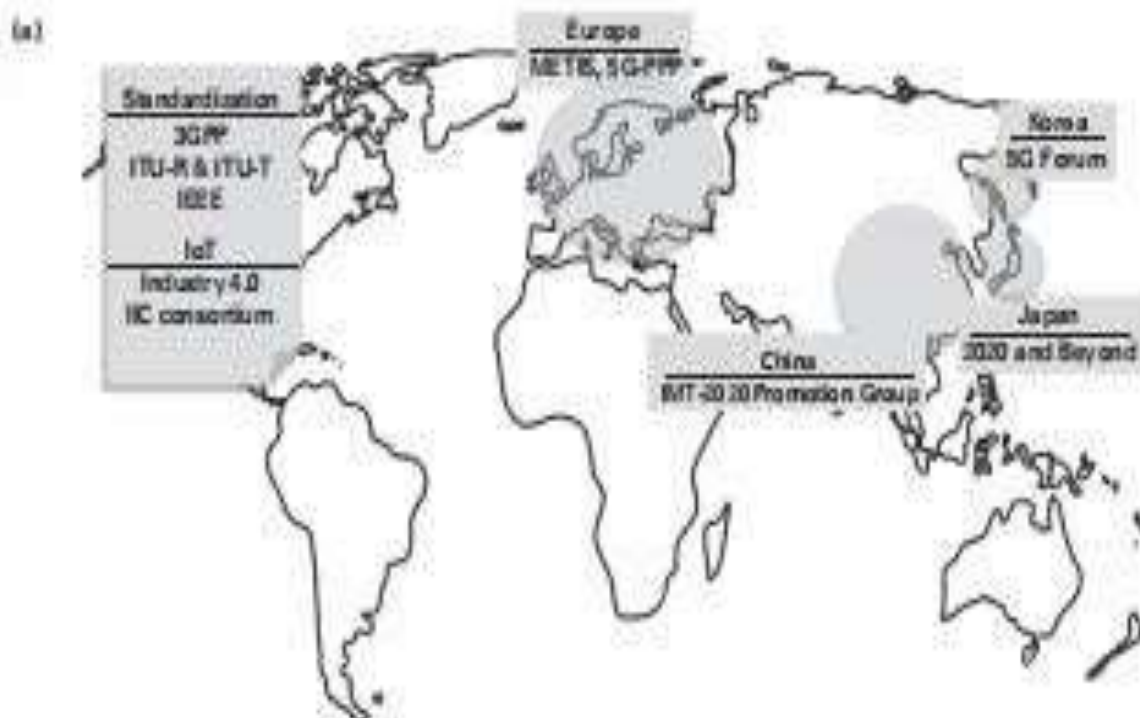 (a)
Europe
METIS, 5G-PPP
Standardization
3GPP
ITU-R & ITU-T
IEEE
IoT
Industry 4.0
IIC consortium
Korea
5G Forum
Japan
2020 and Beyond
China
IMT-2020 Promotion Group